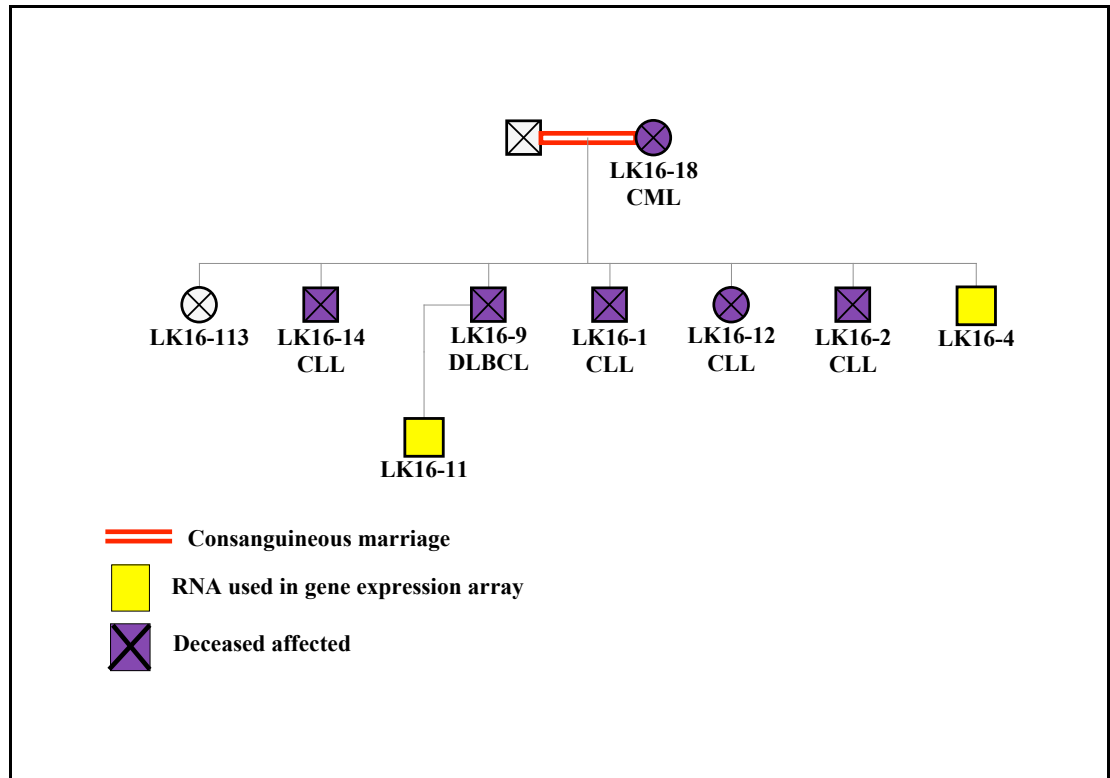 LK16-18
CML
LK16-113
LK16-14
CLL
LK16-9
DLBCL
LK16-1
CLL
LK16-12
CLL
LK16-2
CLL
LK16-4
LK16-11
Consanguineous marriage
RNA used in gene expression array
Deceased affected